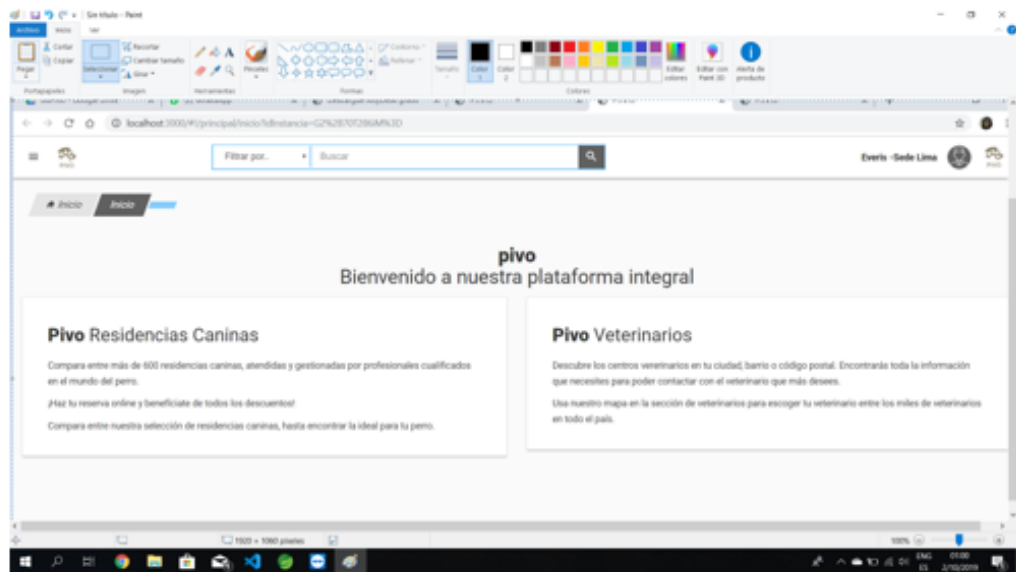 Sin título - Paint
Archivo Inicio Ver
Pegar
Cortar
Copiar
Seleccionar
Recortar
Cambiar tamaño
Girar
Pinceles
Contorno
Rellenar
Tamaño
Color 1
Color 2
Editar colores
Editar con Paint 3D
Alerta de producto
Portapapeles Imagen Herramientas Formas Colores
localhost:3000/#!/principal/inicio?idInstancia=
Filtrar por.. Buscar
Everis -Sede Lima
Inicio Inicio
pivo
Bienvenido a nuestra plataforma integral
Pivo Residencias Caninas
Compara entre más de 600 residencias caninas, atendidas y gestionadas por profesionales cualificados
en el mundo del perro.
¡Haz tu reserva online y benefíciate de todos los descuentos!
Compara entre nuestra selección de residencias caninas, hasta encontrar la ideal para tu perro.
Pivo Veterinarios
Descubre los centros veterinarios en tu ciudad, barrio o código postal. Encontrarás toda la información
que necesites para poder contactar con el veterinario que más desees.
Usa nuestro mapa en la sección de veterinarios para escoger tu veterinario entre los miles de veterinarios
en todo el país.
1920 × 1060 píxeles
100%
ENG
ES
01:00
2/10/2019